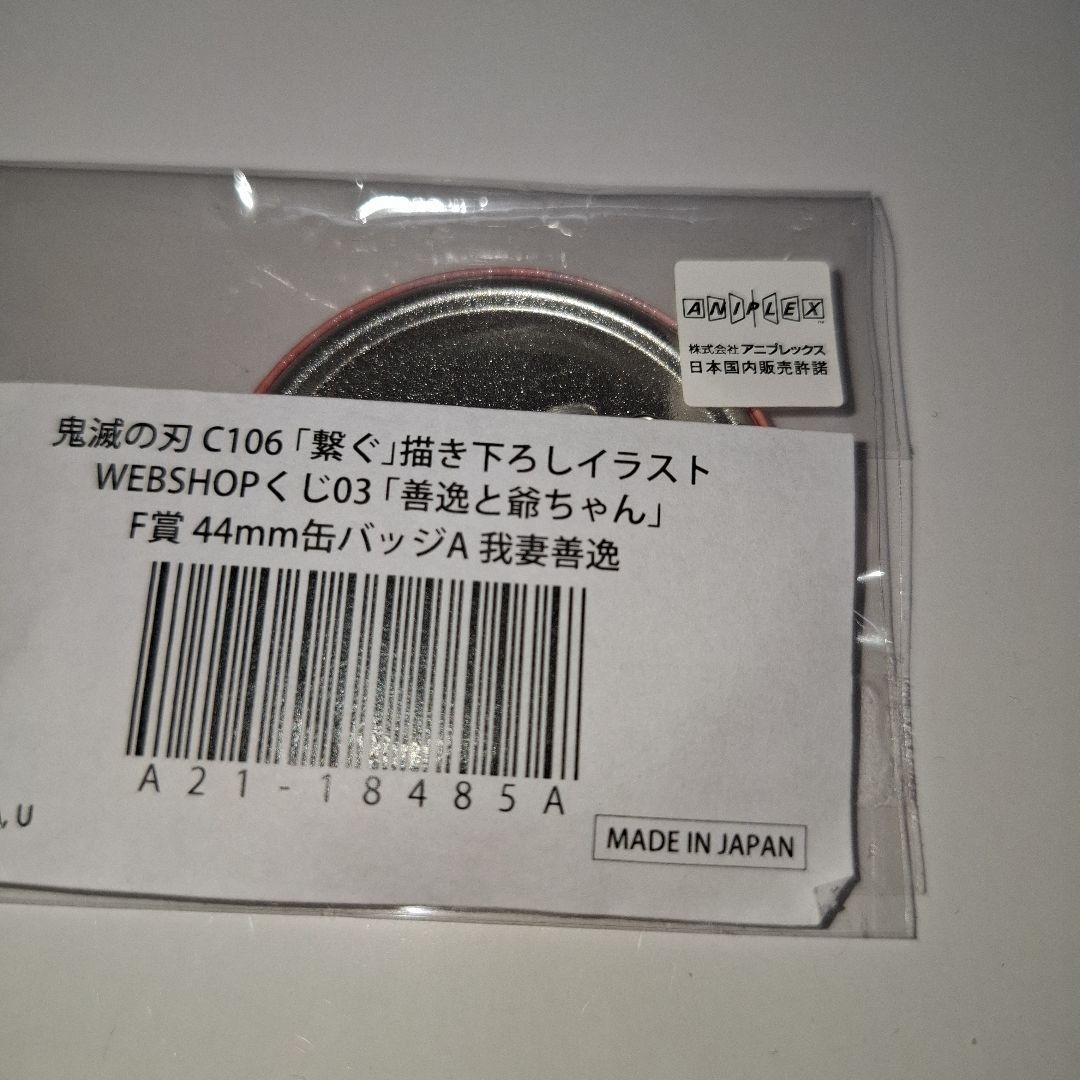 ANIPLEX
株式会社 アニプレックス
日本国内販売許諾
鬼滅の刃 C106「繋ぐ」描き下ろしイラスト
WEBSHOPくじ03「善逸と爺ちゃん」
F賞 44mm缶バッジA 我妻善逸
A21-18485A
, U
MADE IN JAPAN